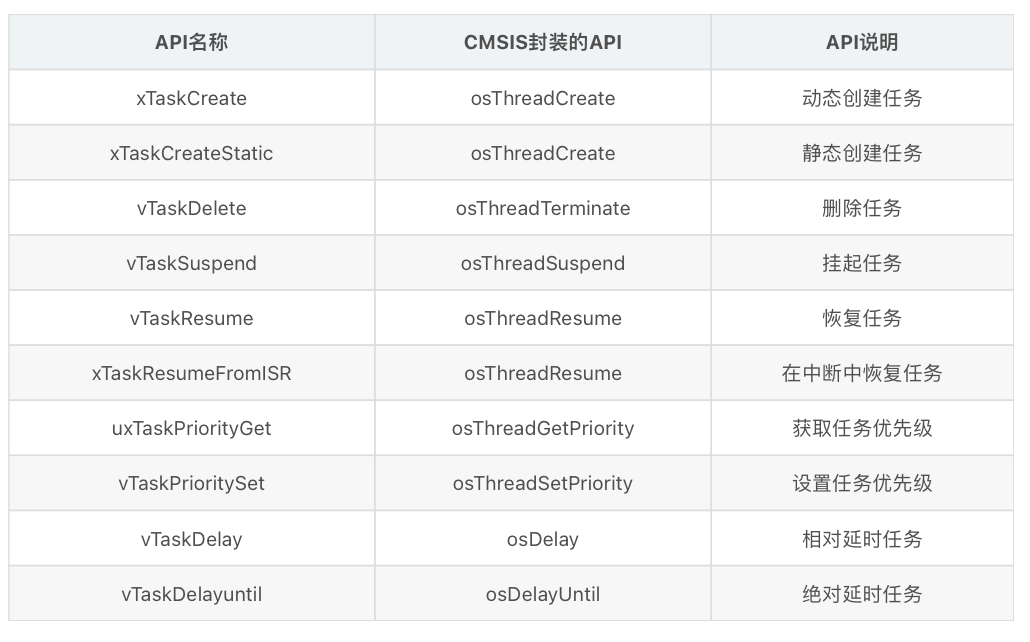 API名称 CMSIS封装的API API说明
xTaskCreate osThreadCreate 动态创建任务
xTaskCreateStatic osThreadCreate 静态创建任务
vTaskDelete osThreadTerminate 删除任务
vTaskSuspend osThreadSuspend 挂起任务
vTaskResume osThreadResume 恢复任务
xTaskResumeFromISR osThreadResume 在中断中恢复任务
uxTaskPriorityGet osThreadGetPriority 获取任务优先级
vTaskPrioritySet osThreadSetPriority 设置任务优先级
vTaskDelay osDelay 相对延时任务
vTaskDelayuntil osDelayUntil 绝对延时任务